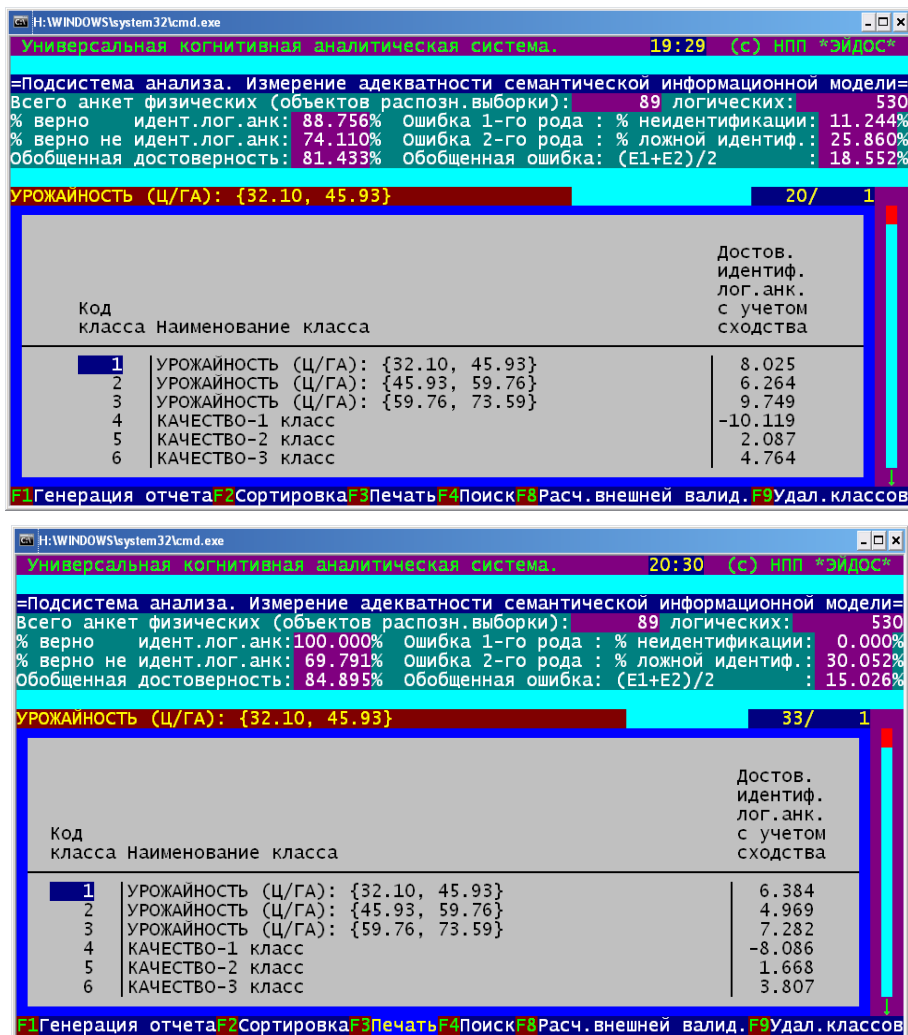 H:\WINDOWS\system32\cmd.exe
Универсальная когнитивная аналитическая система. 19:29 (с) НПП *ЭЙДОС*
=Подсистема анализа. Измерение адекватности семантической информационной модели=
Всего анкет физических (объектов распозн.выборки): 89 логических: 530
% верно идент.лог.анк: 88.756% Ошибка 1-го рода : % неидентификации: 11.244%
% верно не идент.лог.анк: 74.110% Ошибка 2-го рода : % ложной идентиф.: 25.860%
Обобщенная достоверность: 81.433% Обобщенная ошибка: (E1+E2)/2 : 18.552%
УРОЖАЙНОСТЬ (Ц/ГА): {32.10, 45.93} 20/ 1
Достов.
идентиф.
лог.анк.
Код с учетом
класса Наименование класса сходства
1 УРОЖАЙНОСТЬ (Ц/ГА): {32.10, 45.93} 8.025
2 УРОЖАЙНОСТЬ (Ц/ГА): {45.93, 59.76} 6.264
3 УРОЖАЙНОСТЬ (Ц/ГА): {59.76, 73.59} 9.749
4 КАЧЕСТВО-1 класс -10.119
5 КАЧЕСТВО-2 класс 2.087
6 КАЧЕСТВО-3 класс 4.764
F1Генерация отчетаF2СортировкаF3ПечатьF4ПоискF8Расч.внешней валид.F9Удал.классов
H:\WINDOWS\system32\cmd.exe
Универсальная когнитивная аналитическая система. 20:30 (с) НПП *ЭЙДОС*
=Подсистема анализа. Измерение адекватности семантической информационной модели=
Всего анкет физических (объектов распозн.выборки): 89 логических: 530
% верно идент.лог.анк:100.000% Ошибка 1-го рода : % неидентификации: 0.000%
% верно не идент.лог.анк: 69.791% Ошибка 2-го рода : % ложной идентиф.: 30.052%
Обобщенная достоверность: 84.895% Обобщенная ошибка: (E1+E2)/2 : 15.026%
УРОЖАЙНОСТЬ (Ц/ГА): {32.10, 45.93} 33/ 1
Достов.
идентиф.
лог.анк.
Код с учетом
класса Наименование класса сходства
1 УРОЖАЙНОСТЬ (Ц/ГА): {32.10, 45.93} 6.384
2 УРОЖАЙНОСТЬ (Ц/ГА): {45.93, 59.76} 4.969
3 УРОЖАЙНОСТЬ (Ц/ГА): {59.76, 73.59} 7.282
4 КАЧЕСТВО-1 класс -8.086
5 КАЧЕСТВО-2 класс 1.668
6 КАЧЕСТВО-3 класс 3.807
F1Генерация отчетаF2СортировкаF3ПечатьF4ПоискF8Расч.внешней валид.F9Удал.классов